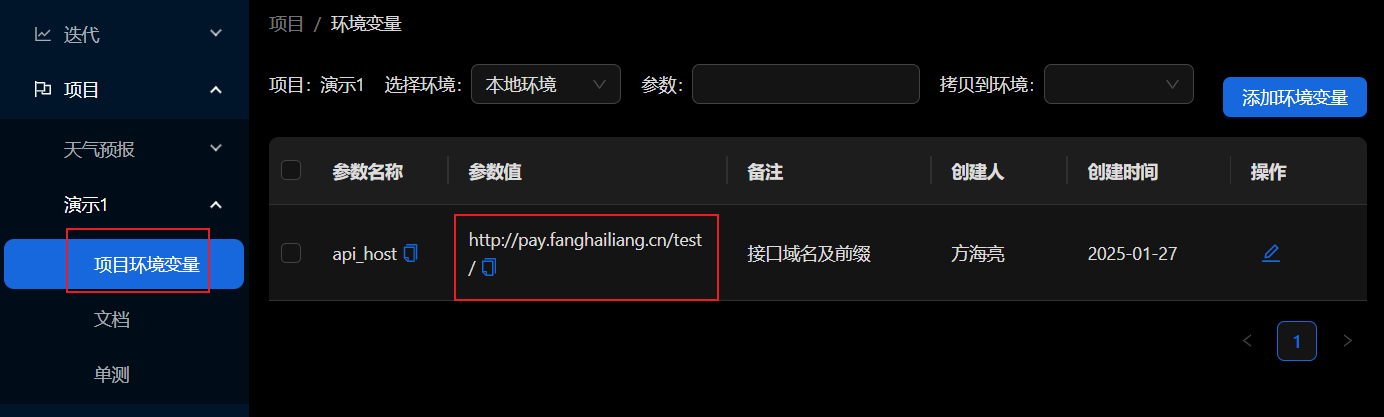 迭代
项目
天气预报
演示1
项目环境变量
文档
单测
项目 / 环境变量
项目: 演示1 选择环境: 本地环境 参数: 拷贝到环境: 添加环境变量
参数名称 参数值 备注 创建人 创建时间 操作
api_host http://pay.fanghailiang.cn/test 接口域名及前缀 方海亮 2025-01-27
/
< 1 >